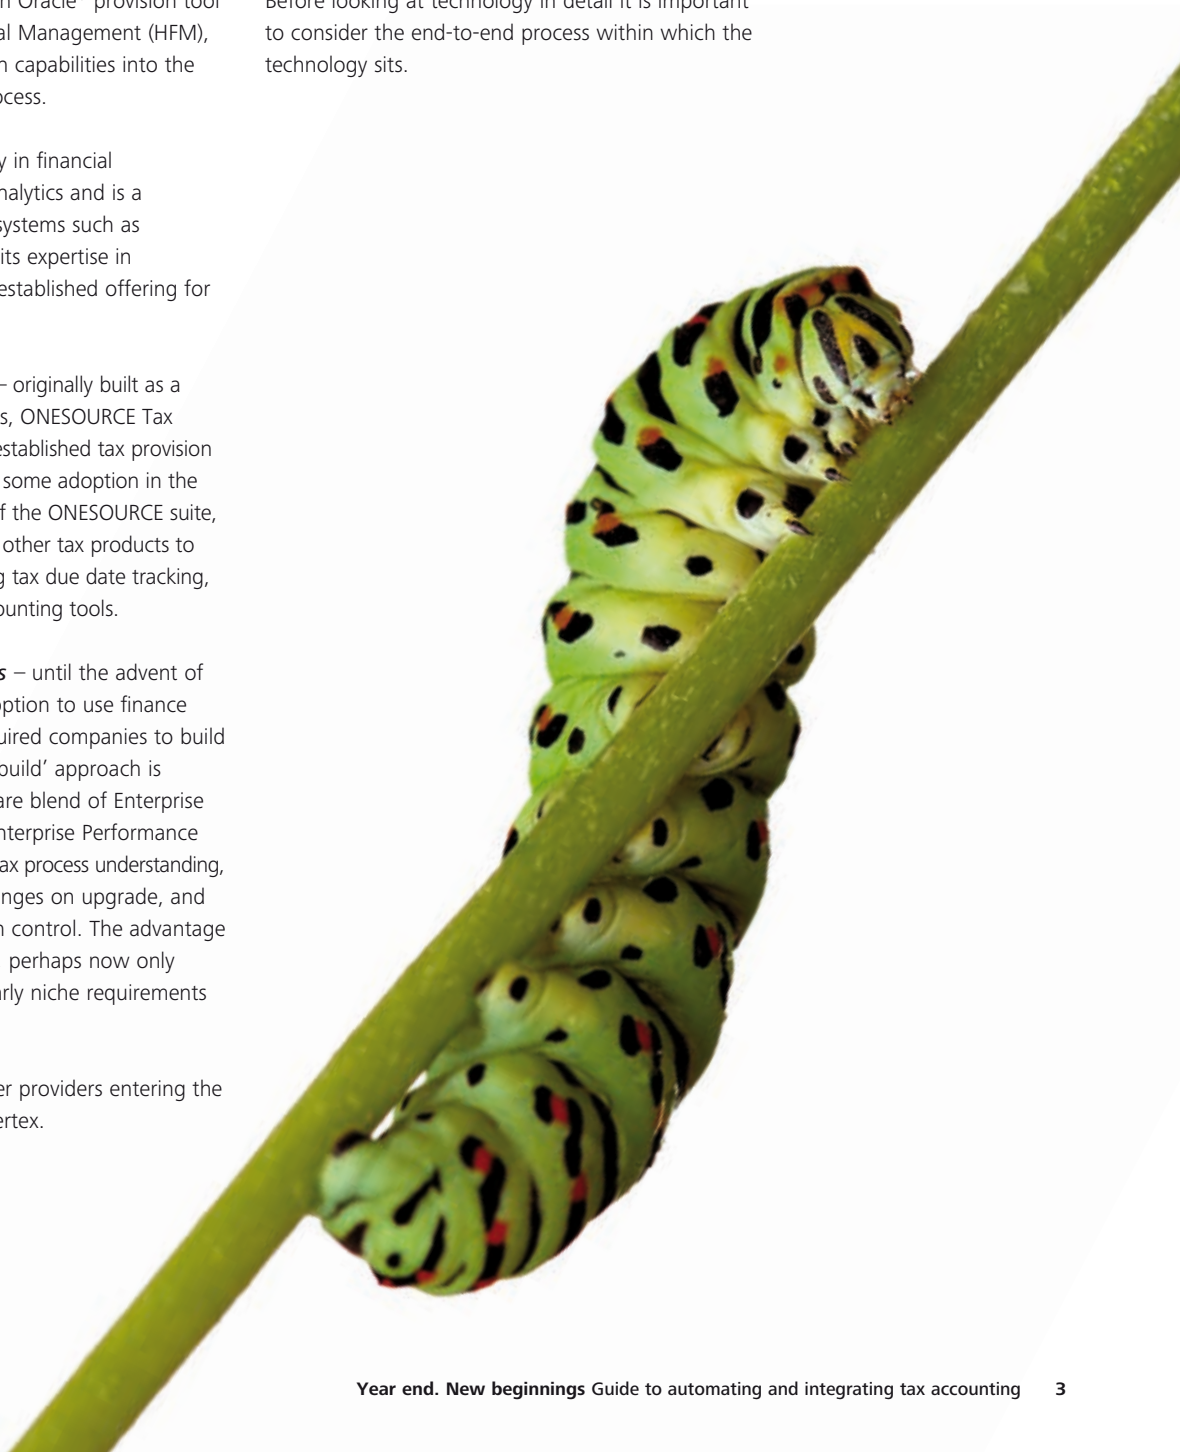 n Oracle® provision tool
al Management (HFM),
n capabilities into the
ocess.
y in financial
nalytics and is a
systems such as
its expertise in
established offering for
– originally built as a
s, ONESOURCE Tax
established tax provision
some adoption in the
f the ONESOURCE suite,
other tax products to
g tax due date tracking,
ounting tools.
s – until the advent of
option to use finance
uired companies to build
build’ approach is
are blend of Enterprise
nterprise Performance
ax process understanding,
nges on upgrade, and
n control. The advantage
perhaps now only
arly niche requirements
er providers entering the
ertex.
Before looking at technology in detail it is important
to consider the end-to-end process within which the
technology sits.
Year end. New beginnings Guide to automating and integrating tax accounting 3